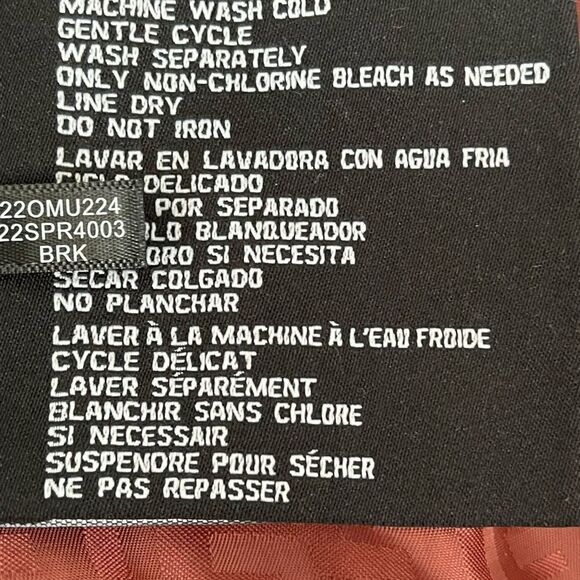 MACHINE WASH COLD
GENTLE CYCLE
WASH SEPARATELY
ONLY NON-CHLORINE BLEACH AS NEEDED
LINE DRY
DO NOT IRON
LAVAR EN LAVADORA CON AGUA FRIA
CICLO DELICADO
POR SEPARADO
BLANQUEADOR
SI NECESITA
SECAR COLGADO
NO PLANCHAR
22OMU224
22SPR4003
BRK
LAVER À LA MACHINE À L'EAU FROIDE
CYCLE DÉLICAT
LAVER SÉPARÉMENT
BLANCHIR SANS CHLORE
SI NECESSAIR
SUSPENDRE POUR SÉCHER
NE PAS REPASSER